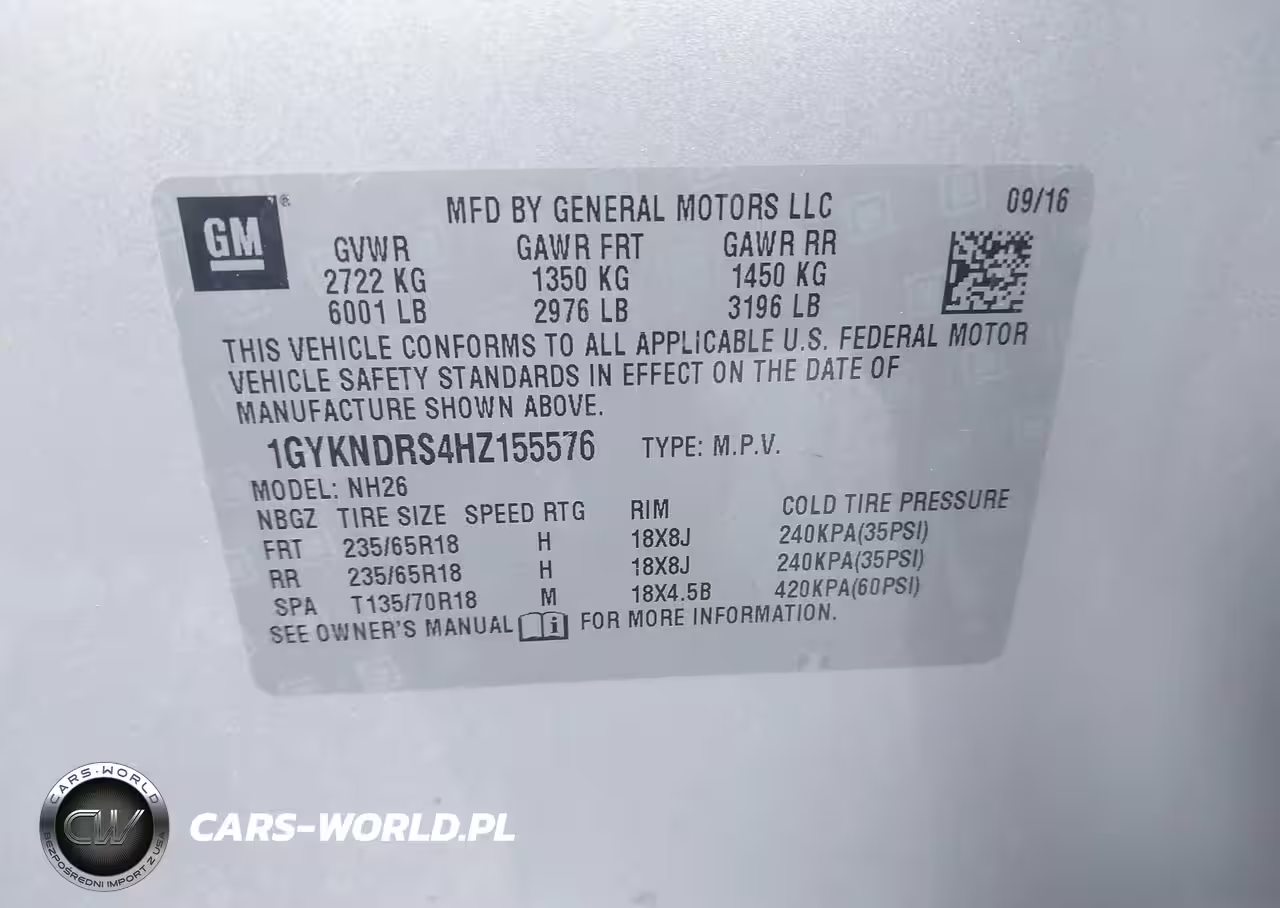 GM®
MFD BY GENERAL MOTORS LLC 09/16
GVWR GAWR FRT GAWR RR
2722 KG 1350 KG 1450 KG
6001 LB 2976 LB 3196 LB
THIS VEHICLE CONFORMS TO ALL APPLICABLE U.S. FEDERAL MOTOR
VEHICLE SAFETY STANDARDS IN EFFECT ON THE DATE OF
MANUFACTURE SHOWN ABOVE.
1GYKNDRS4HZ155576 TYPE: M.P.V.
MODEL: NH26
NBGZ TIRE SIZE SPEED RTG RIM COLD TIRE PRESSURE
FRT 235/65R18 H 18X8J 240KPA(35PSI)
RR 235/65R18 H 18X8J 240KPA(35PSI)
SPA T135/70R18 M 18X4.5B 420KPA(60PSI)
SEE OWNER'S MANUAL i FOR MORE INFORMATION.
CARS-WORLD
CW
BEZPOŚREDNI IMPORT Z USA
CARS-WORLD.PL